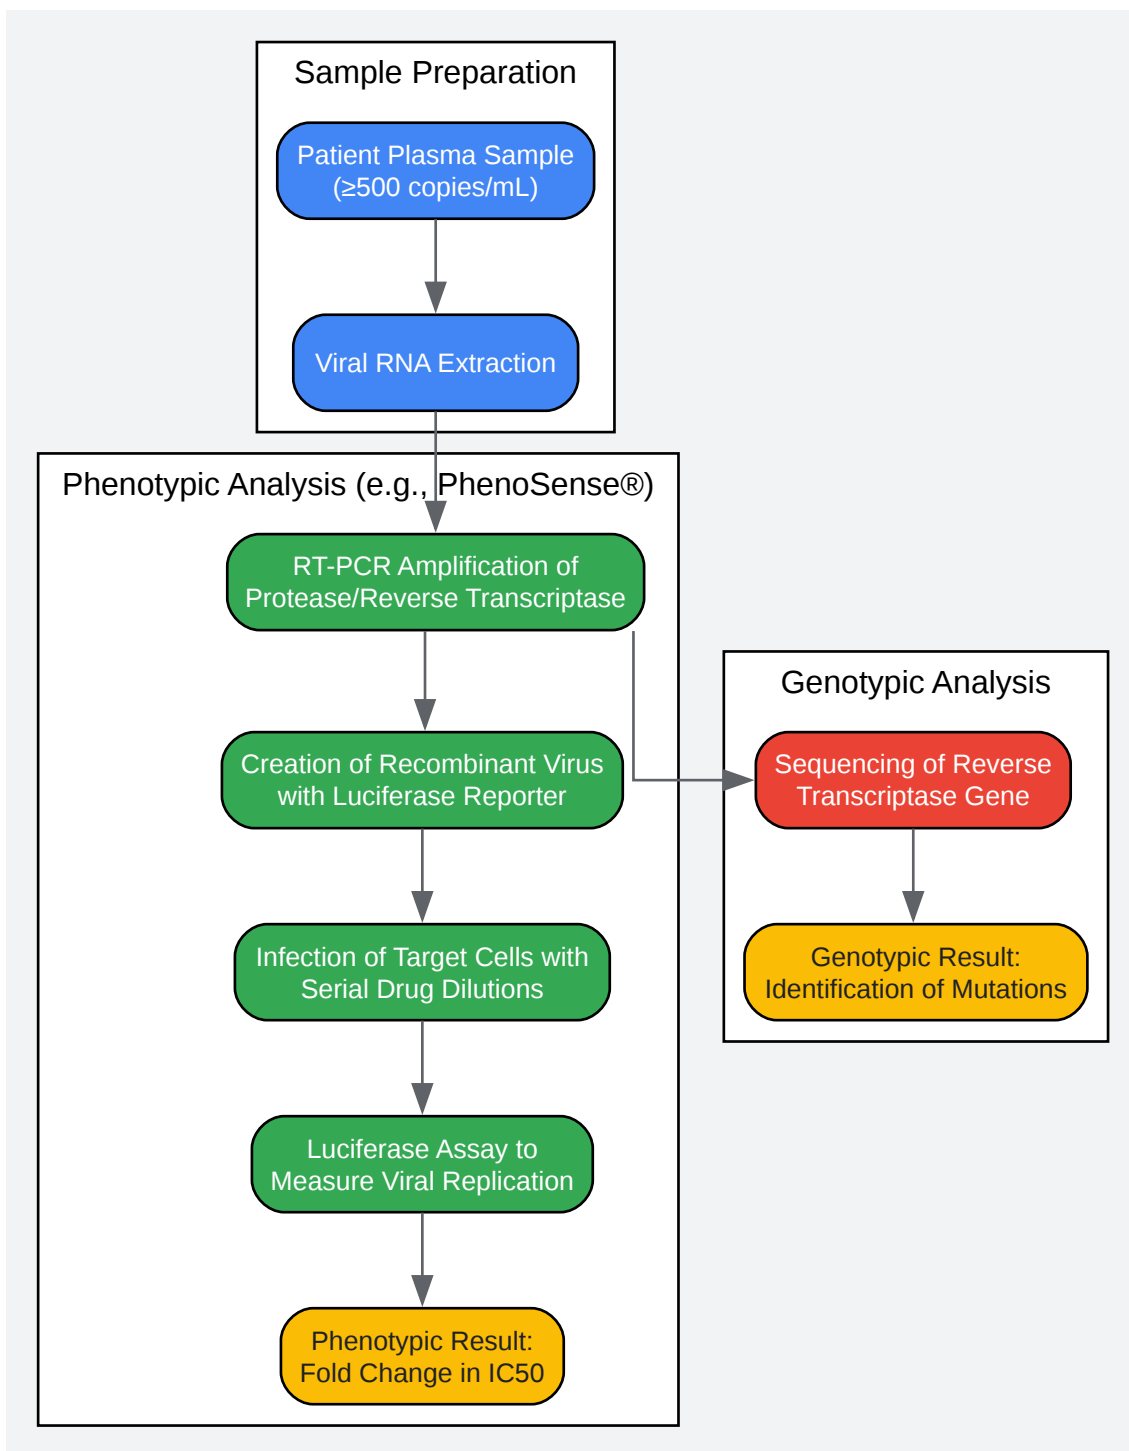 Sample Preparation
Patient Plasma Sample
(≥500 copies/mL)
Viral RNA Extraction
Phenotypic Analysis (e.g., PhenoSense®)
RT-PCR Amplification of
Protease/Reverse Transcriptase
Creation of Recombinant Virus
with Luciferase Reporter
Infection of Target Cells with
Serial Drug Dilutions
Luciferase Assay to
Measure Viral Replication
Phenotypic Result:
Fold Change in IC50
Genotypic Analysis
Sequencing of Reverse
Transcriptase Gene
Genotypic Result:
Identification of Mutations